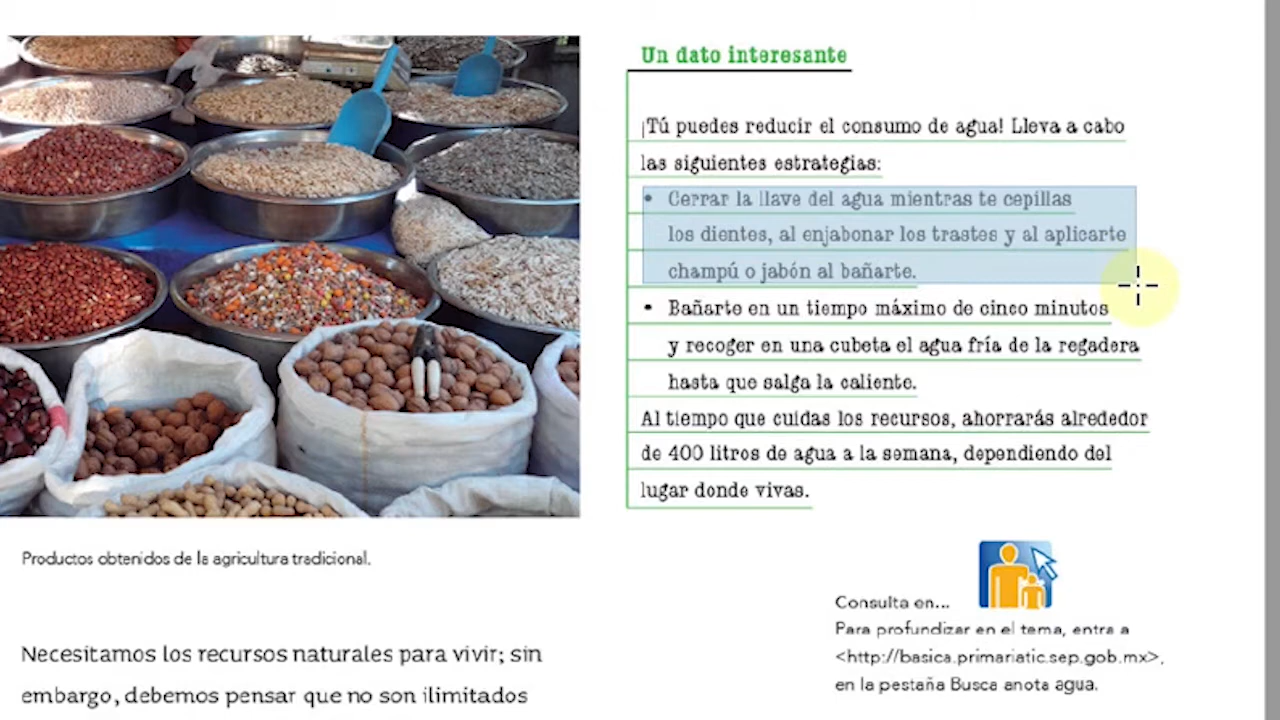 Un dato interesante
¡Tú puedes reducir el consumo de agua! Lleva a cabo
las siguientes estrategias:
• Cerrar la llave del agua mientras te cepillas
los dientes, al enjabonar los trastes y al aplicarte
champú o jabón al bañarte.
• Bañarte en un tiempo máximo de cinco minutos
y recoger en una cubeta el agua fría de la regadera
hasta que salga la caliente.
Al tiempo que cuidas los recursos, ahorrarás alrededor
de 400 litros de agua a la semana, dependiendo del
lugar donde vivas.
Productos obtenidos de la agricultura tradicional.
Necesitamos los recursos naturales para vivir; sin
embargo, debemos pensar que no son ilimitados
Consulta en...
Para profundizar en el tema, entra a
<http://basica.primariatic.sep.gob.mx>,
en la pestaña Busca anota agua.